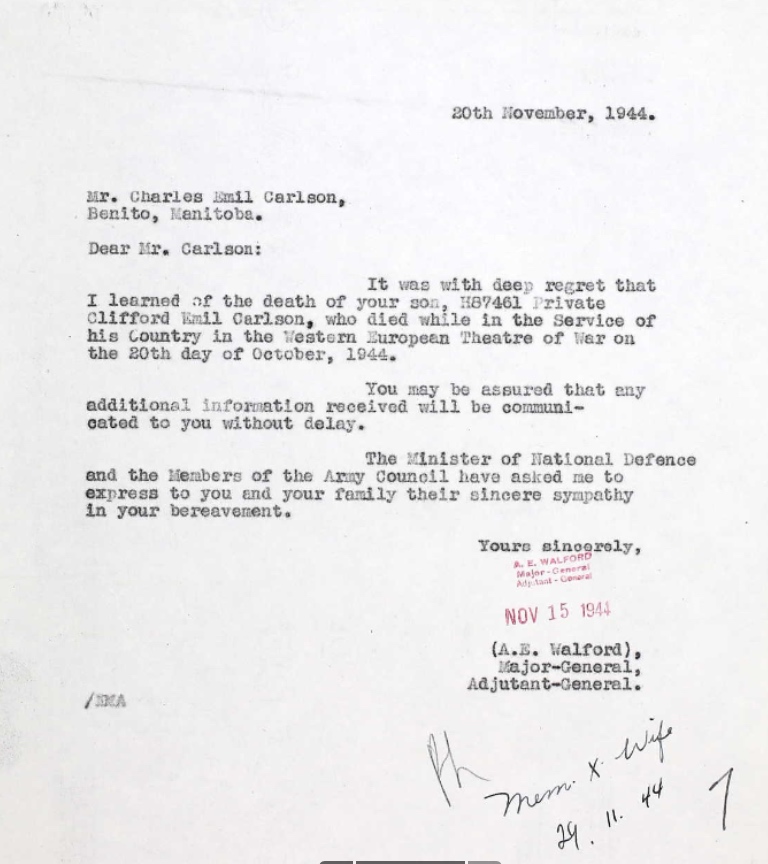 20th November, 1944.
Mr. Charles Emil Carlson,
Benito, Manitoba.
Dear Mr. Carlson:
It was with deep regret that
I learned of the death of your son, H87461 Private
Clifford Emil Carlson, who died while in the Service of
his Country in the Western European Theatre of War on
the 20th day of October, 1944.
You may be assured that any
additional information received will be communi-
cated to you without delay.
The Minister of National Defence
and the Members of the Army Council have asked me to
express to you and your family their sincere sympathy
in your bereavement.
Yours sincerely,
A. E. WALFORD
Major - General
Adjutant - General
NOV 15 1944
(A.E. Walford),
Major-General,
Adjutant-General.
Mem. X. Wife
29. 11. 44